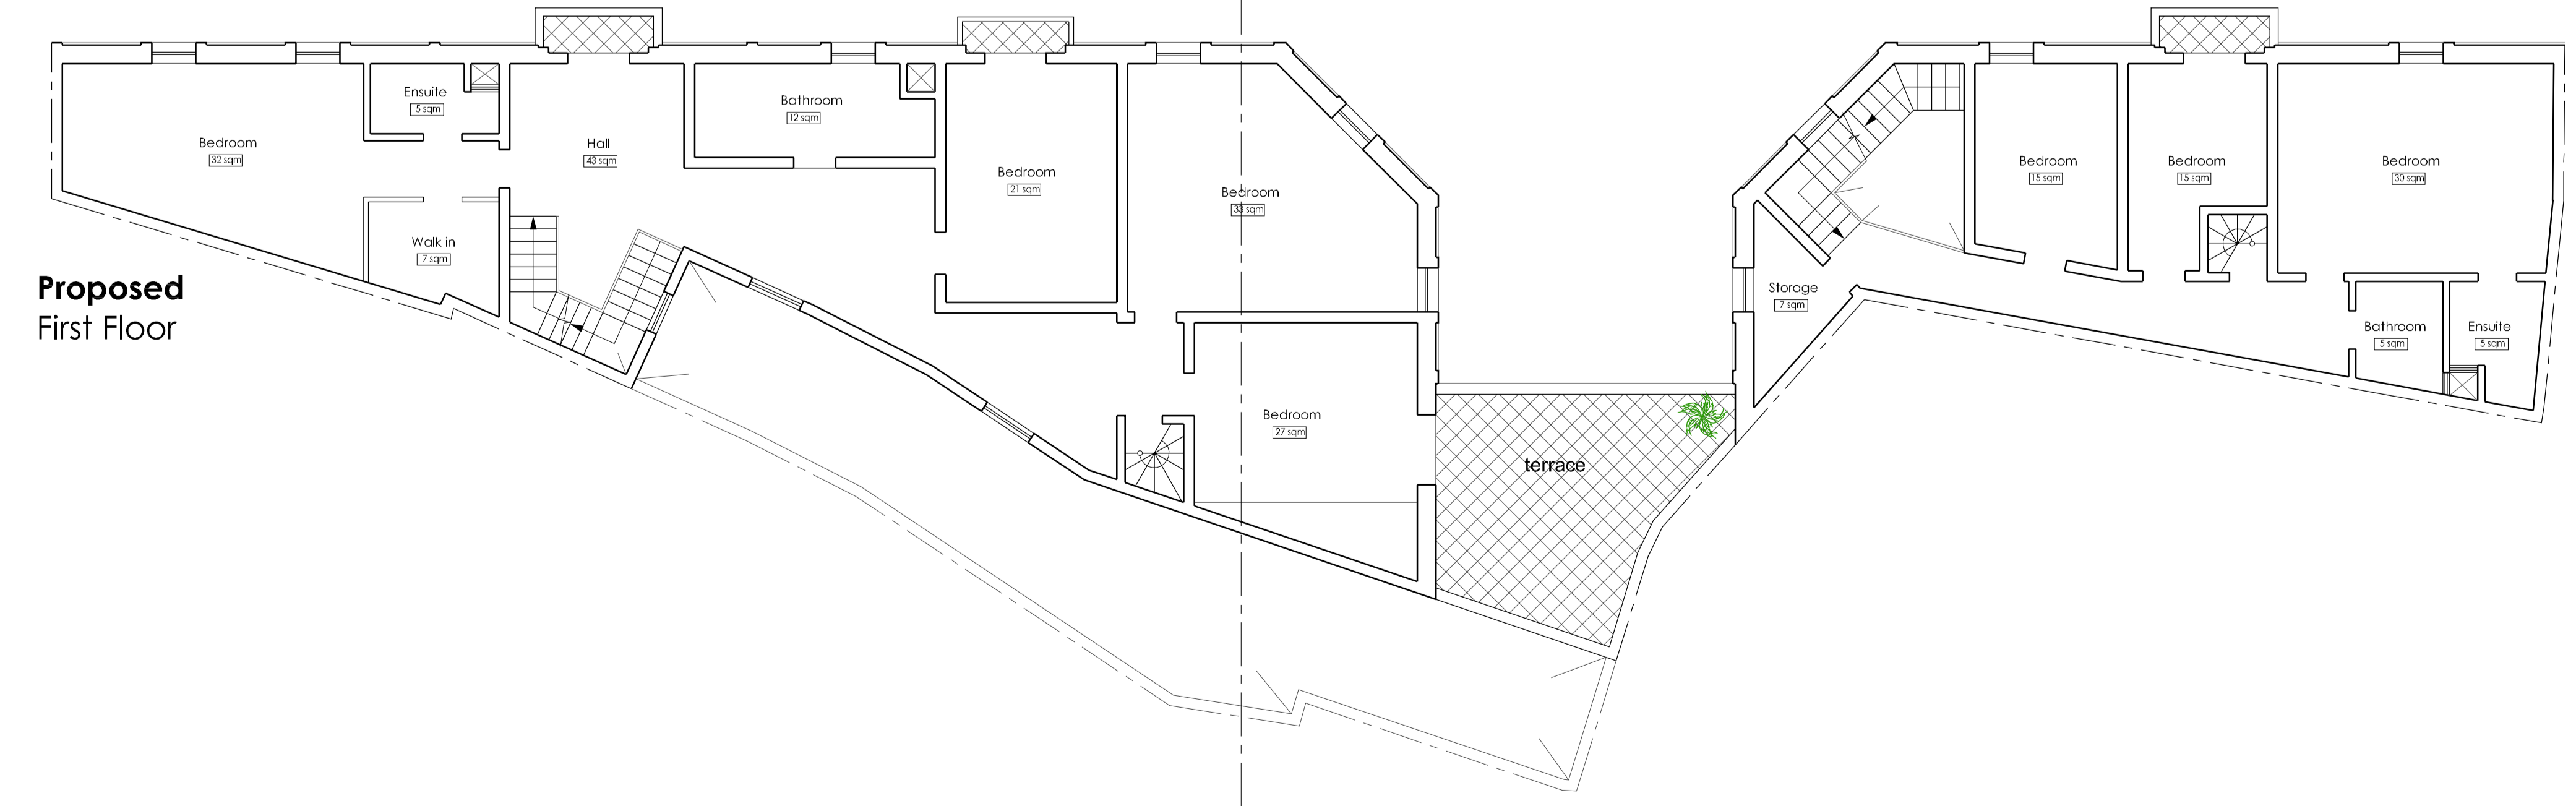 Proposed
First Floor
Bedroom
32 sqm
Ensuite
5 sqm
Walk in
7 sqm
Hall
43 sqm
Bathroom
12 sqm
Bedroom
21 sqm
Bedroom
33 sqm
Bedroom
27 sqm
terrace
Storage
7 sqm
Bedroom
15 sqm
Bedroom
15 sqm
Bedroom
30 sqm
Bathroom
5 sqm
Ensuite
5 sqm